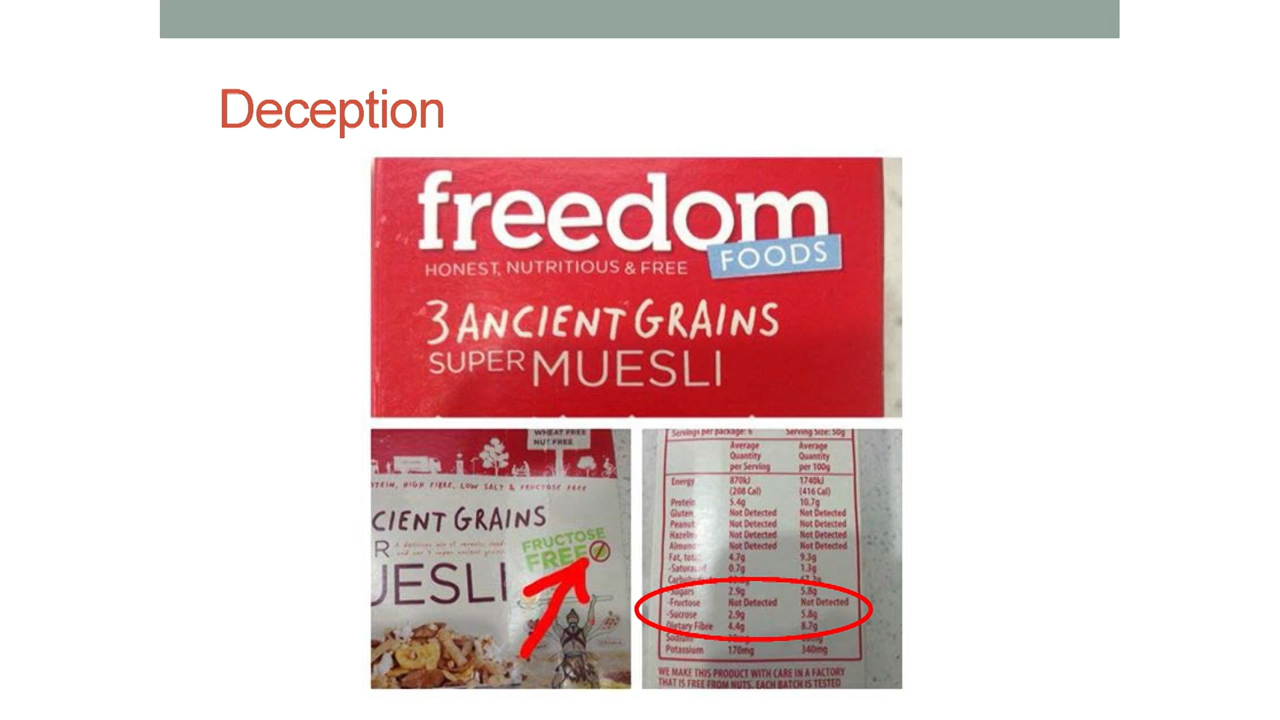 Deception
freedom
FOODS
HONEST, NUTRITIOUS & FREE
3 ANCIENT GRAINS
SUPER MUESLI
WHEAT FREE
NUT FREE
HIGH FIBRE, LOW SALT & FRUCTOSE FREE
CIENT GRAINS
R
UESLI
FRUCTOSE
FREE
Servings per package: 6 Serving Size: 50g
Average Average
Quantity Quantity
per Serving per 100g
Energy 870kJ 1740kJ
(208 Cal) (416 Cal)
Protein 5.4g 10.7g
Gluten Not Detected Not Detected
Peanut Not Detected Not Detected
Hazelnu Not Detected Not Detected
Almond Not Detected Not Detected
Fat, tot 4.7g 9.3g
-Saturated 0.7g 1.3g
Carbohydrate
-Sugars 2.9g 5.8g
-Fructose Not Detected Not Detected
-Sucrose 2.9g 5.8g
Dietary Fibre 4.4g 8.7g
Sodium
Potassium 170mg 340mg
WE MAKE THIS PRODUCT WITH CARE IN A FACTORY
THAT IS FREE FROM NUTS. EACH BATCH IS TESTED